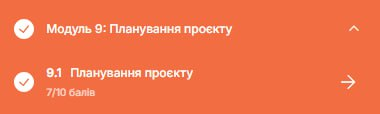 Модуль 9: Планування проєкту
9.1 Планування проєкту
7/10 балів